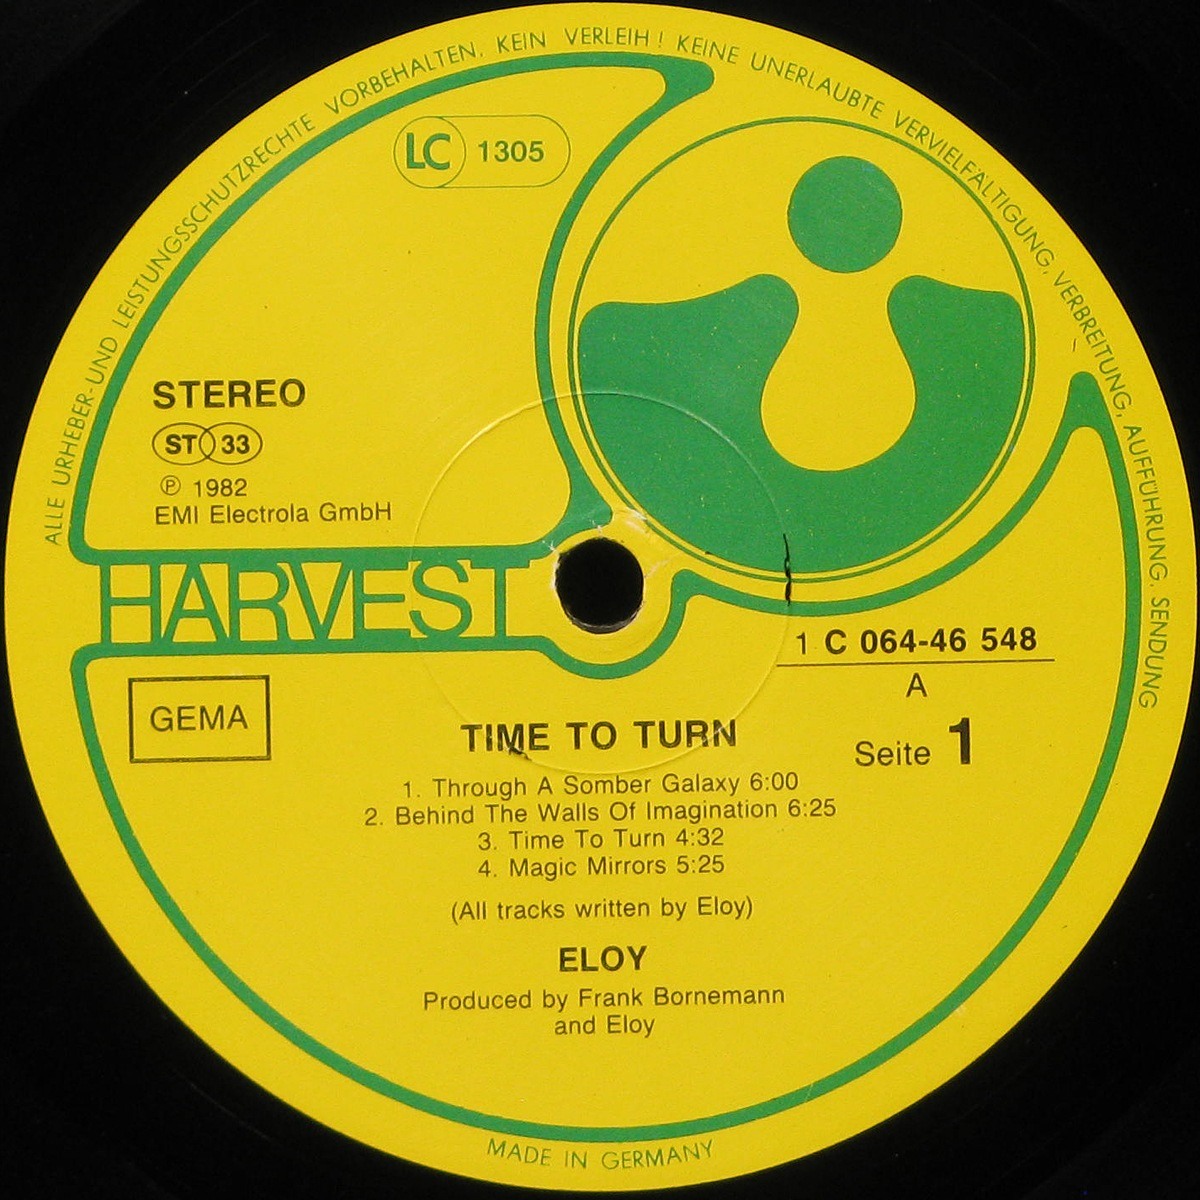 ALLE URHEBER- UND LEISTUNGSSCHUTZRECHTE VORBEHALTEN. KEIN VERLEIH! KEINE UNERLAUBTE VERVIELFÄLTIGUNG, VERBREITUNG, AUFFÜHRUNG, SENDUNG
LC 1305
STEREO
ST 33
℗ 1982
EMI Electrola GmbH
HARVEST
1 C 064-46 548
A
GEMA
Seite 1
TIME TO TURN
1. Through A Somber Galaxy 6:00
2. Behind The Walls Of Imagination 6:25
3. Time To Turn 4:32
4. Magic Mirrors 5:25
(All tracks written by Eloy)
ELOY
Produced by Frank Bornemann
and Eloy
MADE IN GERMANY